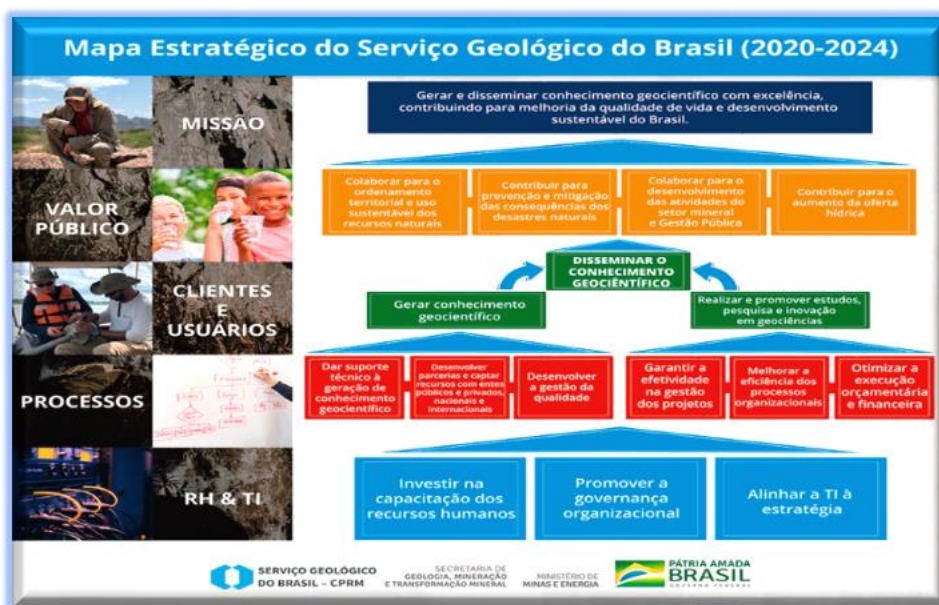 Mapa Estratégico do Serviço Geológico do Brasil (2020-2024)
MISSÃO
Gerar e disseminar conhecimento geocientífico com excelência,
contribuindo para melhoria da qualidade de vida e desenvolvimento
sustentável do Brasil.
VALOR
PÚBLICO
Colaborar para o
ordenamento
territorial e uso
sustentável dos
recursos naturais
Contribuir para
prevenção e mitigação
das consequências dos
desastres naturais
Colaborar para o
desenvolvimento
das atividades do
setor mineral
e Gestão Pública
Contribuir para o
aumento da oferta
hídrica
CLIENTES
E
USUÁRIOS
DISSEMINAR O
CONHECIMENTO
GEOCIÊNTÍFICO
Gerar conhecimento
geocientífico
Realizar e promover estudos,
pesquisa e inovação
em geociências
PROCESSOS
Dar suporte
técnico à
geração de
conhecimento
geocientífico
Desenvolver
parcerias e captar
recursos com entes
públicos e privados,
nacionais e
internacionais
Desenvolver
a gestão da
qualidade
Garantir a
efetividade
na gestão
dos projetos
Melhorar a
eficiência dos
processos
organizacionais
Otimizar a
execução
orçamentária
e financeira
RH & TI
Investir na
capacitação dos
recursos humanos
Promover a
governança
organizacional
Alinhar a TI à
estratégia
SERVIÇO GEOLÓGICO
DO BRASIL – CPRM
SECRETARIA DE
GEOLOGIA, MINERAÇÃO
E TRANSFORMAÇÃO MINERAL
MINISTÉRIO DE
MINAS E ENERGIA
PÁTRIA AMADA
BRASIL
GOVERNO FEDERAL